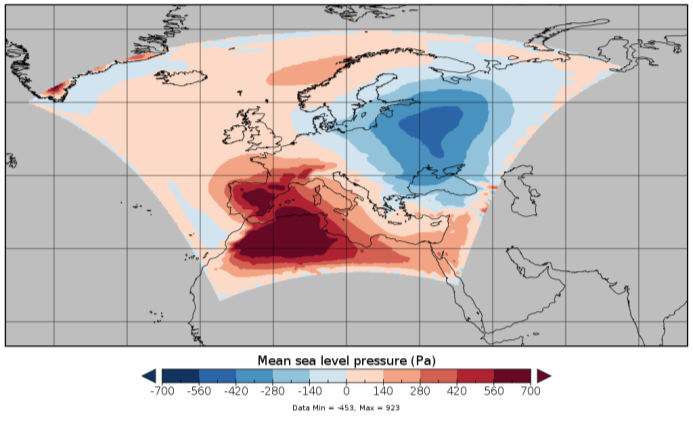 Mean sea level pressure (Pa)
-700 -560 -420 -280 -140 0 140 280 420 560 700
Data Min = -453, Max = 923